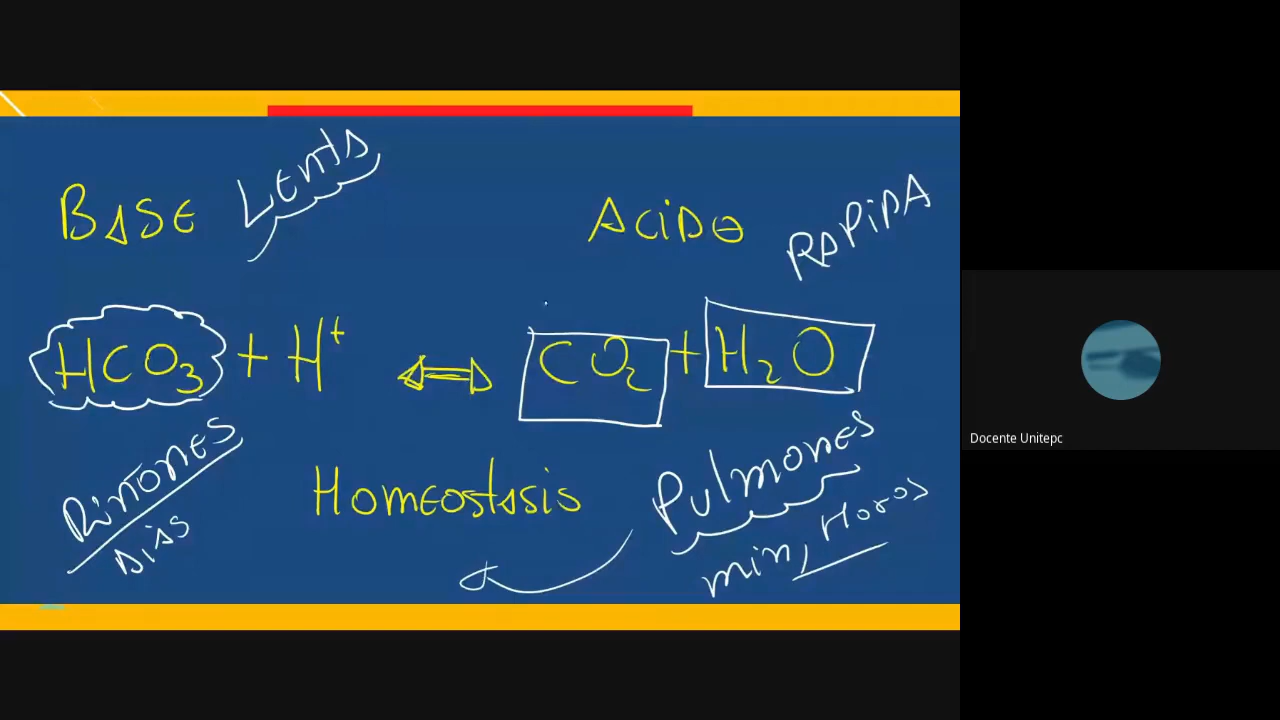 BASE Lenta
ACIDO RAPIDA
HCO3 + H+ ⟺ CO2 + H2O
Riñones
Dias
Homeostasis
Pulmones
min, Horas
Docente Unitepc